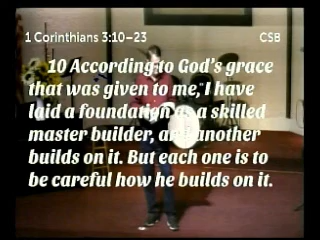 1 Corinthians 3:10–23 CSB
10 According to God's grace
that was given to me, I have
laid a foundation as a skilled
master builder, and another
builds on it. But each one is to
be careful how he builds on it.